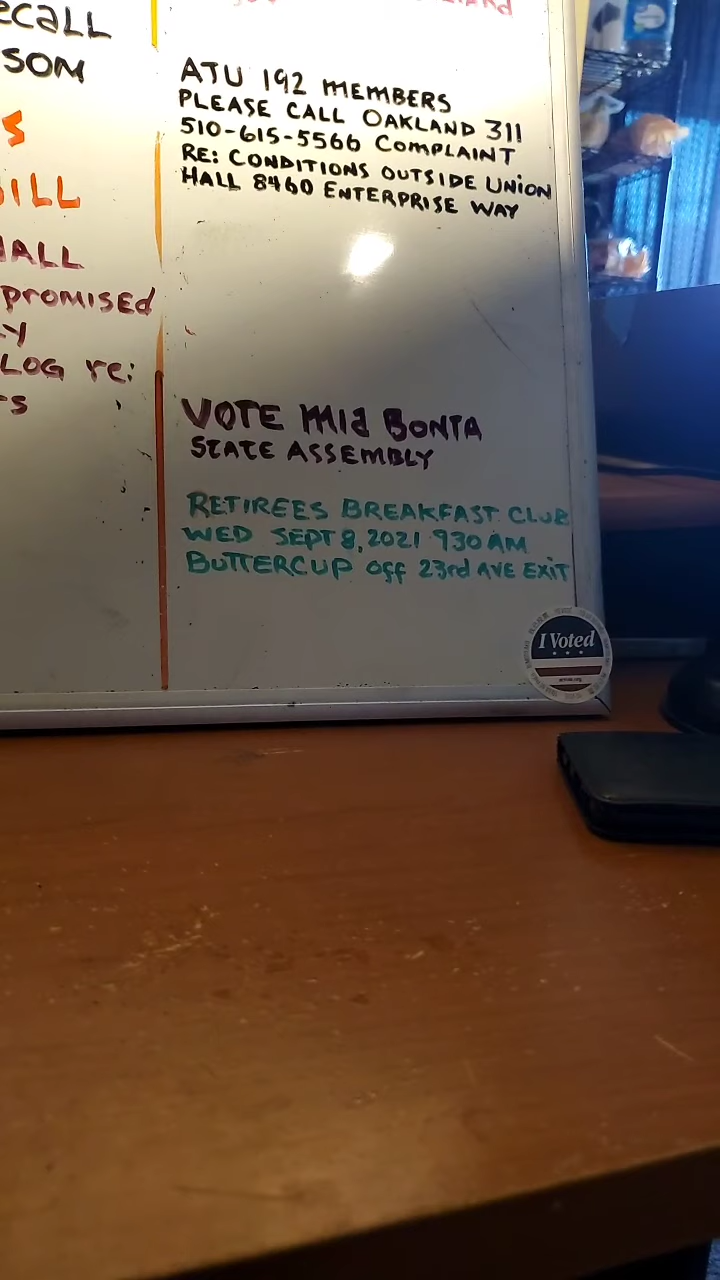 ecall
SOM
S
ILL
ALL
promised
LY
LOG re:
rs
ATU 192 MEMBERS
PLEASE CALL OAKLAND 311
510-615-5566 COMPLAINT
RE: CONDITIONS OUTSIDE UNION
HALL 8460 ENTERPRISE WAY
VOTE MIA BONTA
STATE ASSEMBLY
RETIREES BREAKFAST CLUB
WED SEPT 8, 2021 930 AM
BUTTERCUP off 23rd AVE EXIT
I Voted